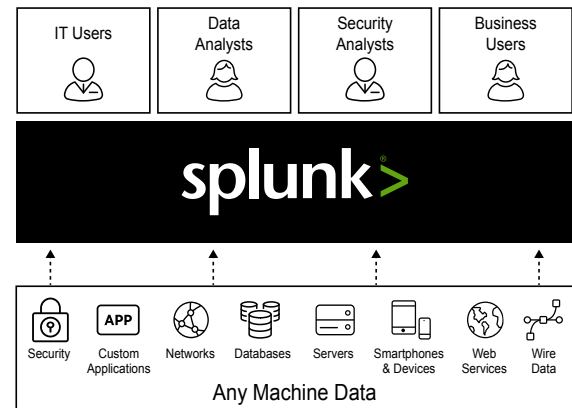 IT Users
Data
Analysts
Security
Analysts
Business
Users
splunk>®
Security
APP
Custom
Applications
Networks
Databases
Servers
Smartphones
& Devices
Web
Services
Wire
Data
Any Machine Data